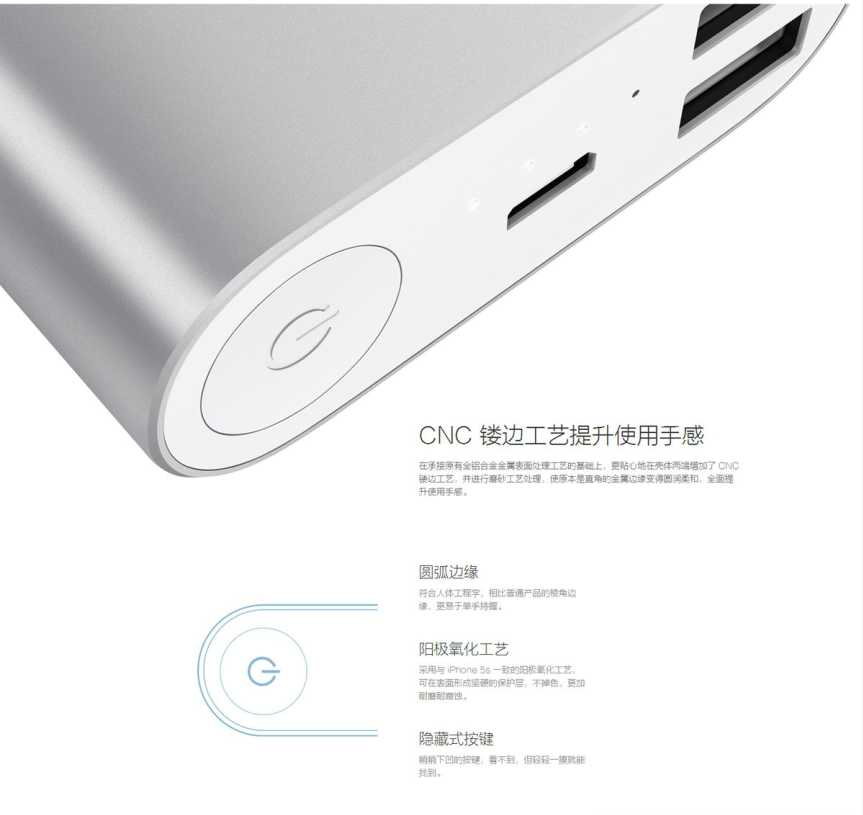 CNC 镂边工艺提升使用手感
在承接原有全铝合金金属表面处理工艺的基础上，更贴心地在壳体两端增加了 CNC
镂边工艺，并进行磨砂工艺处理，使原本是直角的金属边缘变得圆润柔和，全面提
升使用手感。
圆弧边缘
符合人体工程学，相比普通产品的棱角边
缘，更易于单手持握。
阳极氧化工艺
采用与 iPhone 5s 一致的阳极氧化工艺，
可在表面形成坚硬的保护层，不掉色，更加
耐磨耐腐蚀。
隐藏式按键
稍稍下凹的按键，看不到，但轻轻一摸就能
找到。